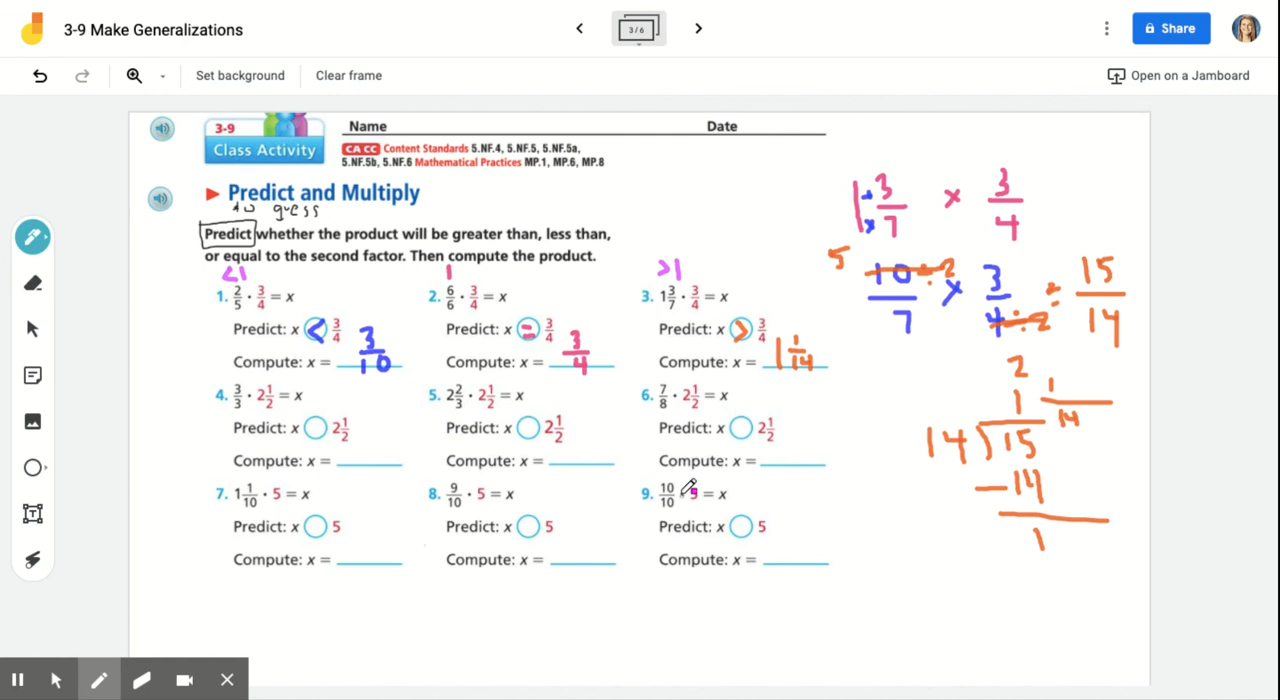 3-9 Make Generalizations
3/6
Share
Set background
Clear frame
Open on a Jamboard
3-9
Class Activity
Name
Date
CA CC Content Standards 5.NF.4, 5.NF.5, 5.NF.5a,
5.NF.5b, 5.NF.6 Mathematical Practices MP.1, MP.6, MP.8
Predict and Multiply
to guess
Predict whether the product will be greater than, less than,
or equal to the second factor. Then compute the product.
<1
1
>1
1. 2/5 · 3/4 = x
Predict: x < 3/4
Compute: x = 3/10
2. 6/6 · 3/4 = x
Predict: x = 3/4
Compute: x = 3/4
3. 1 3/7 · 3/4 = x
Predict: x > 3/4
Compute: x = 1 1/14
4. 3/3 · 2 1/2 = x
Predict: x ○ 2 1/2
Compute: x =
5. 2 2/3 · 2 1/2 = x
Predict: x ○ 2 1/2
Compute: x =
6. 7/8 · 2 1/2 = x
Predict: x ○ 2 1/2
Compute: x =
7. 1 1/10 · 5 = x
Predict: x ○ 5
Compute: x =
8. 9/10 · 5 = x
Predict: x ○ 5
Compute: x =
9. 10/10 · 5 = x
Predict: x ○ 5
Compute: x =
1 + 3/7 x 3/4
x
5
10 ÷ 2 / 7 x 3 / 4 ÷ 2 = 15/14
2
1 1/14
14 ) 15
- 14
1